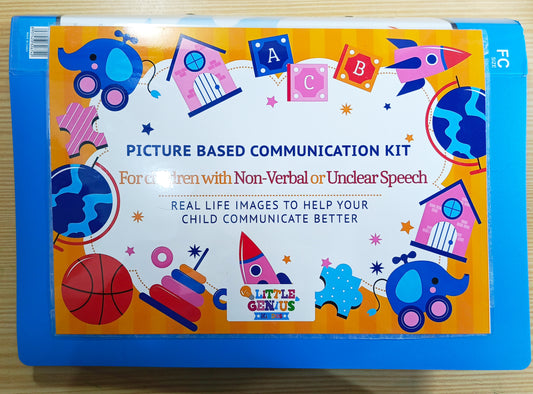 FC
SIZE
A
C
B
PICTURE BASED COMMUNICATION KIT
For children with Non-Verbal or Unclear Speech
REAL LIFE IMAGES TO HELP YOUR
CHILD COMMUNICATE BETTER
LITTLE
GENIUS